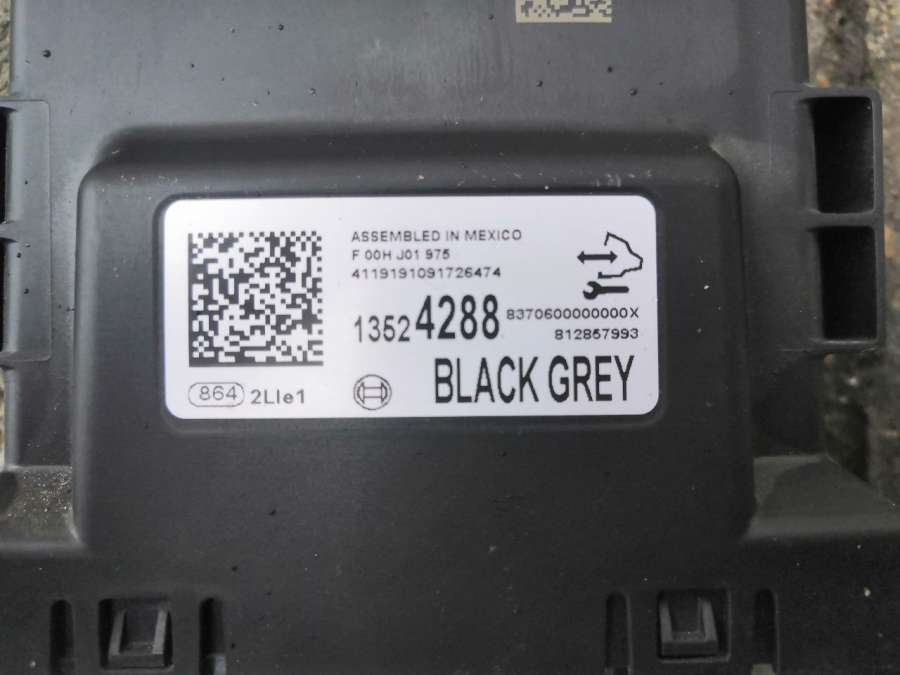 ASSEMBLED IN MEXICO
F 00H J01 975
4119191091726474
13524288
8370600000000X
812857993
BLACK GREY
864 2LIe1